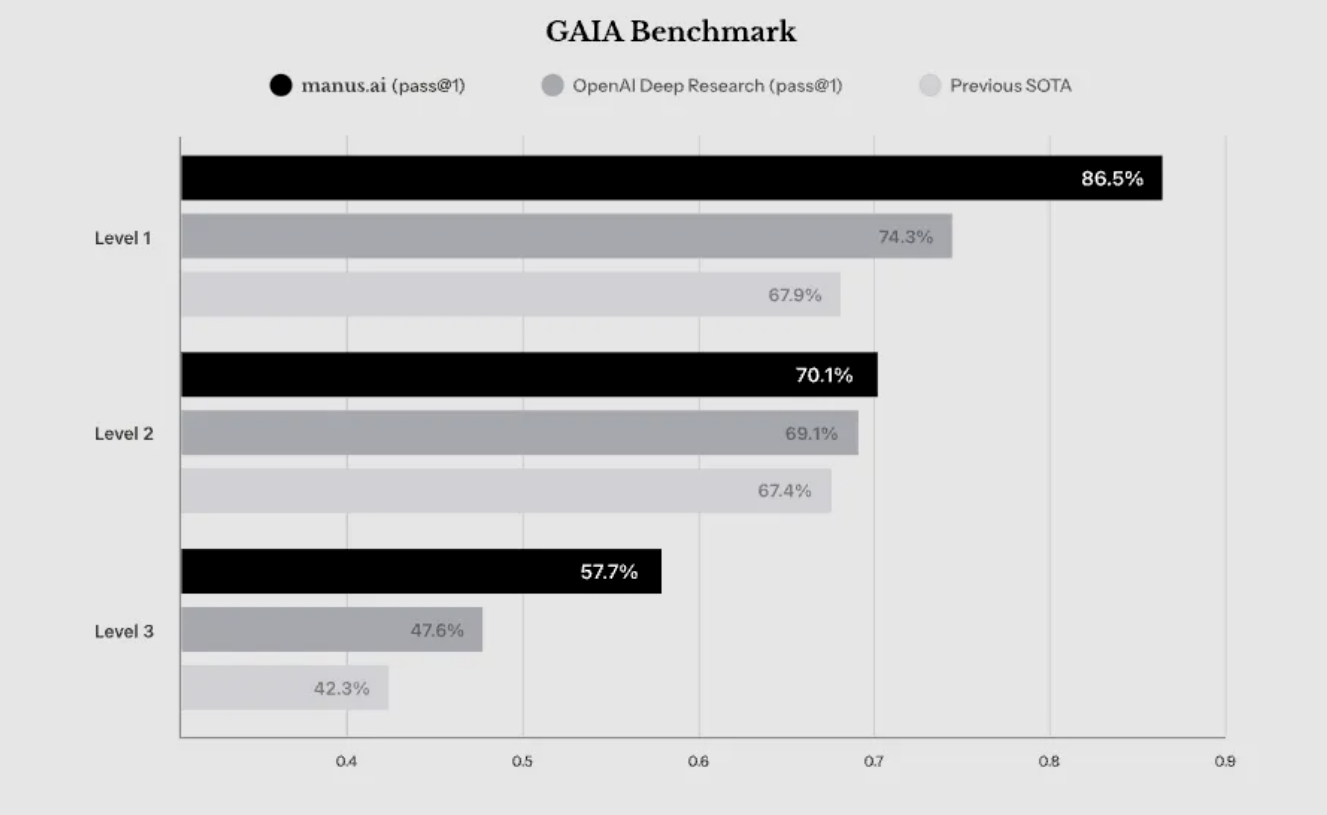 GAIA Benchmark
manus.ai (pass@1) OpenAI Deep Research (pass@1) Previous SOTA
86.5%
Level 1 74.3%
67.9%
70.1%
Level 2 69.1%
67.4%
57.7%
Level 3 47.6%
42.3%
0.4 0.5 0.6 0.7 0.8 0.9